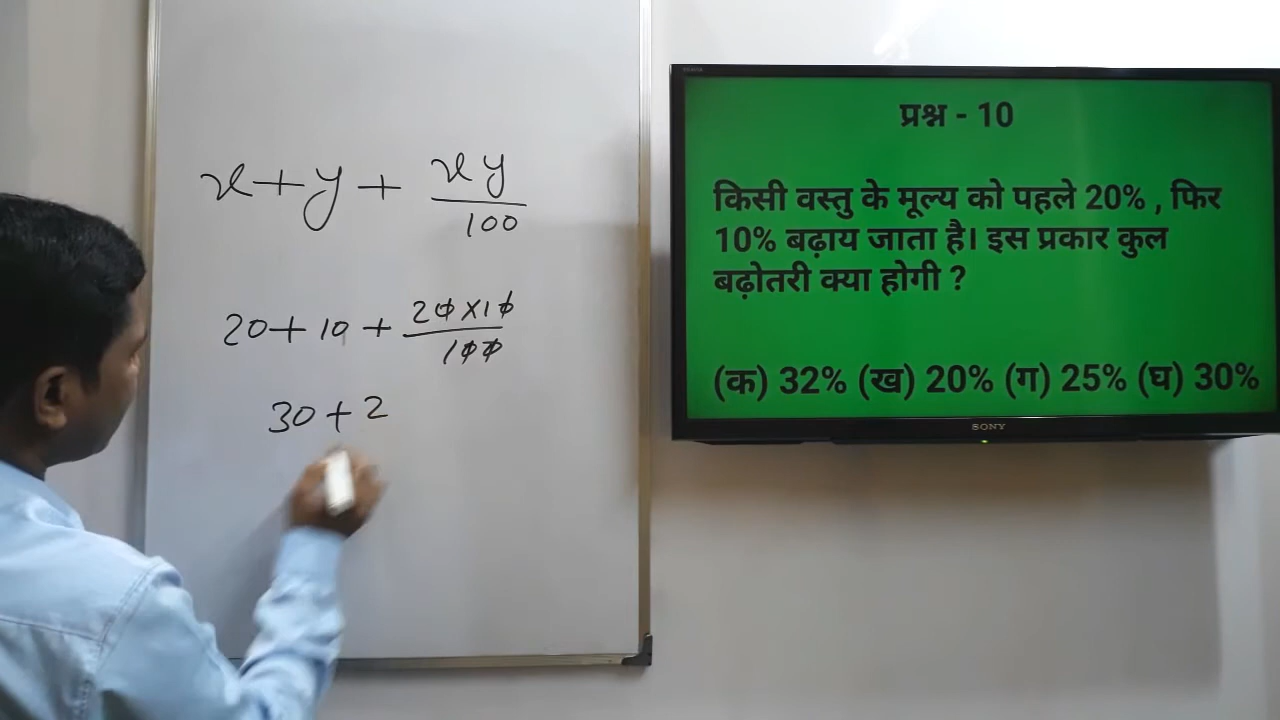 x + y + xy/100
20 + 10 + 20 × 10/100
30 + 2
प्रश्न - 10
किसी वस्तु के मूल्य को पहले 20% , फिर
10% बढ़ाय जाता है। इस प्रकार कुल
बढ़ोतरी क्या होगी ?
(क) 32% (ख) 20% (ग) 25% (घ) 30%
SONY